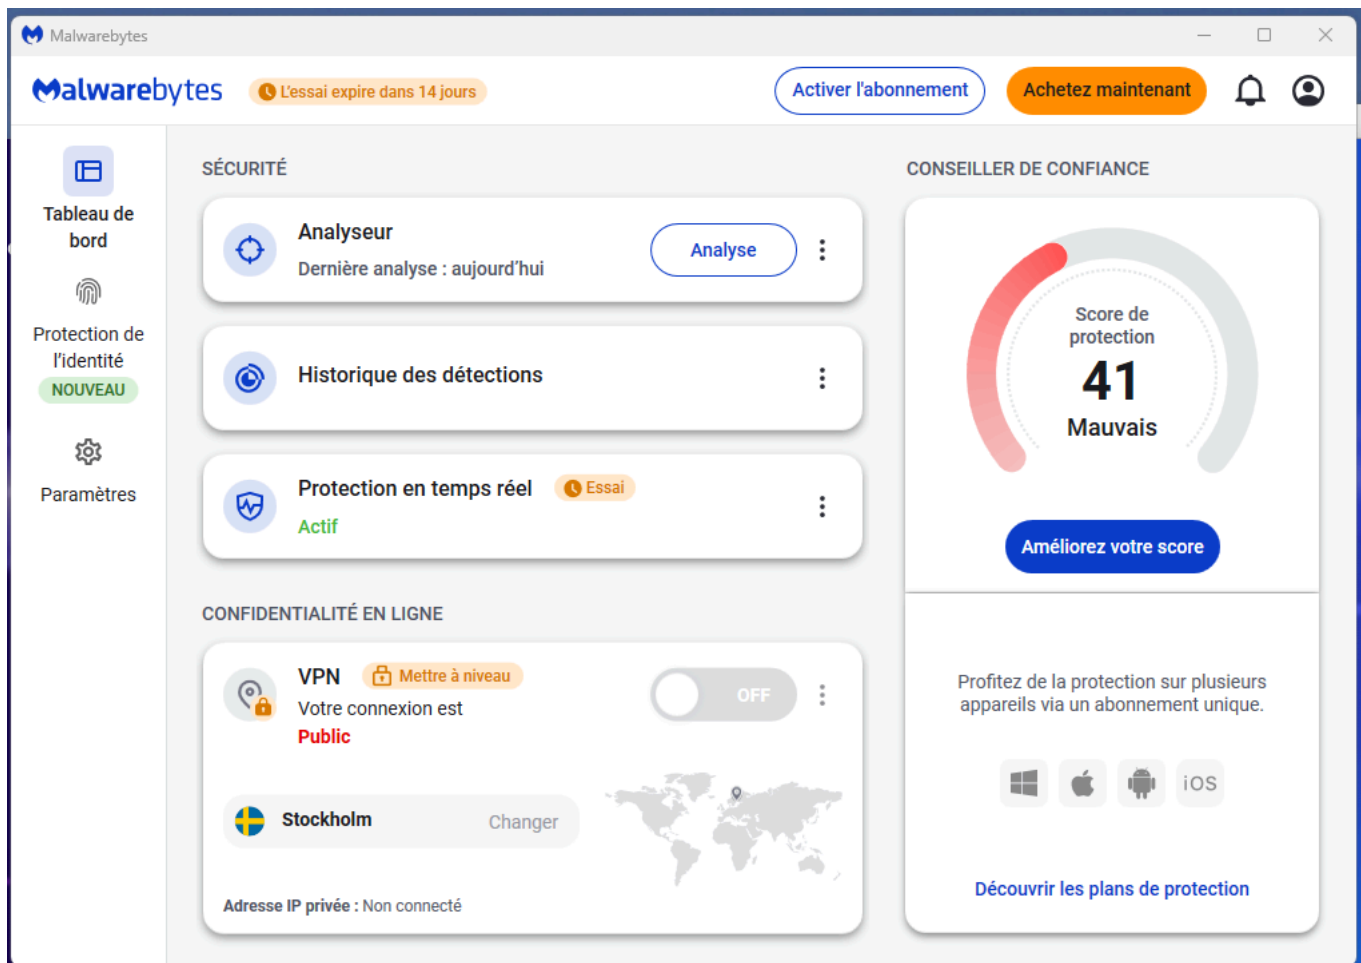 Malwarebytes
Malwarebytes
L'essai expire dans 14 jours
Activer l'abonnement
Achetez maintenant
Tableau de
bord
Protection de
l'identité
NOUVEAU
Paramètres
SÉCURITÉ
Analyseur
Dernière analyse : aujourd'hui
Analyse
Historique des détections
Protection en temps réel
Essai
Actif
CONFIDENTIALITÉ EN LIGNE
VPN
Mettre à niveau
Votre connexion est
Public
OFF
Stockholm
Changer
Adresse IP privée : Non connecté
CONSEILLER DE CONFIANCE
Score de
protection
41
Mauvais
Améliorez votre score
Profitez de la protection sur plusieurs
appareils via un abonnement unique.
iOS
Découvrir les plans de protection